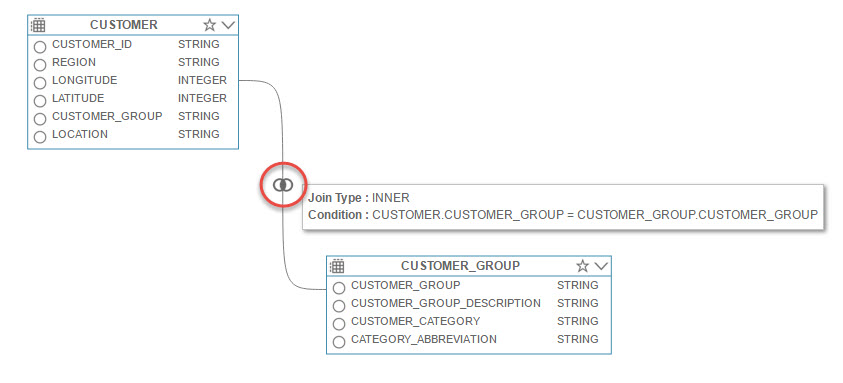 CUSTOMER
CUSTOMER_ID STRING
REGION STRING
LONGITUDE INTEGER
LATITUDE INTEGER
CUSTOMER_GROUP STRING
LOCATION STRING
Join Type : INNER
Condition : CUSTOMER.CUSTOMER_GROUP = CUSTOMER_GROUP.CUSTOMER_GROUP
CUSTOMER_GROUP
CUSTOMER_GROUP STRING
CUSTOMER_GROUP_DESCRIPTION STRING
CUSTOMER_CATEGORY STRING
CATEGORY_ABBREVIATION STRING